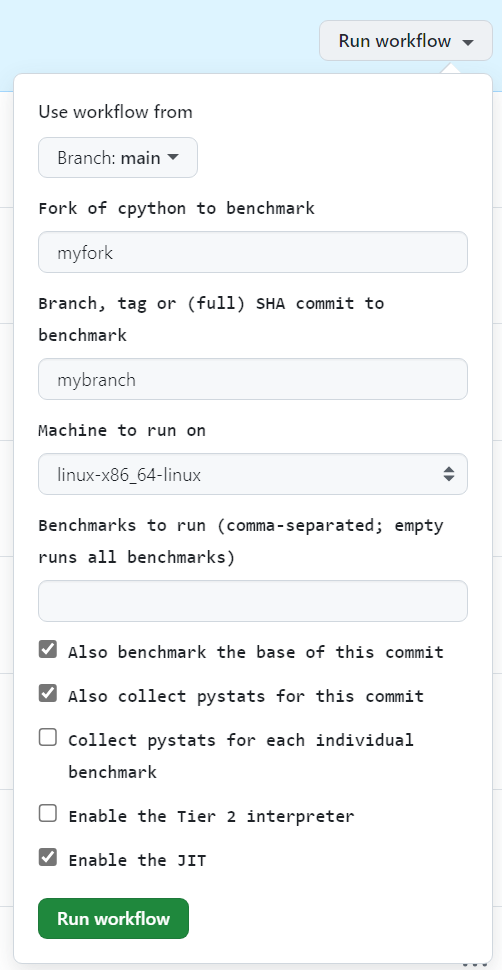 Run workflow
Use workflow from
Branch: main
Fork of cpython to benchmark
myfork
Branch, tag or (full) SHA commit to
benchmark
mybranch
Machine to run on
linux-x86_64-linux
Benchmarks to run (comma-separated; empty
runs all benchmarks)
Also benchmark the base of this commit
Also collect pystats for this commit
Collect pystats for each individual
benchmark
Enable the Tier 2 interpreter
Enable the JIT
Run workflow